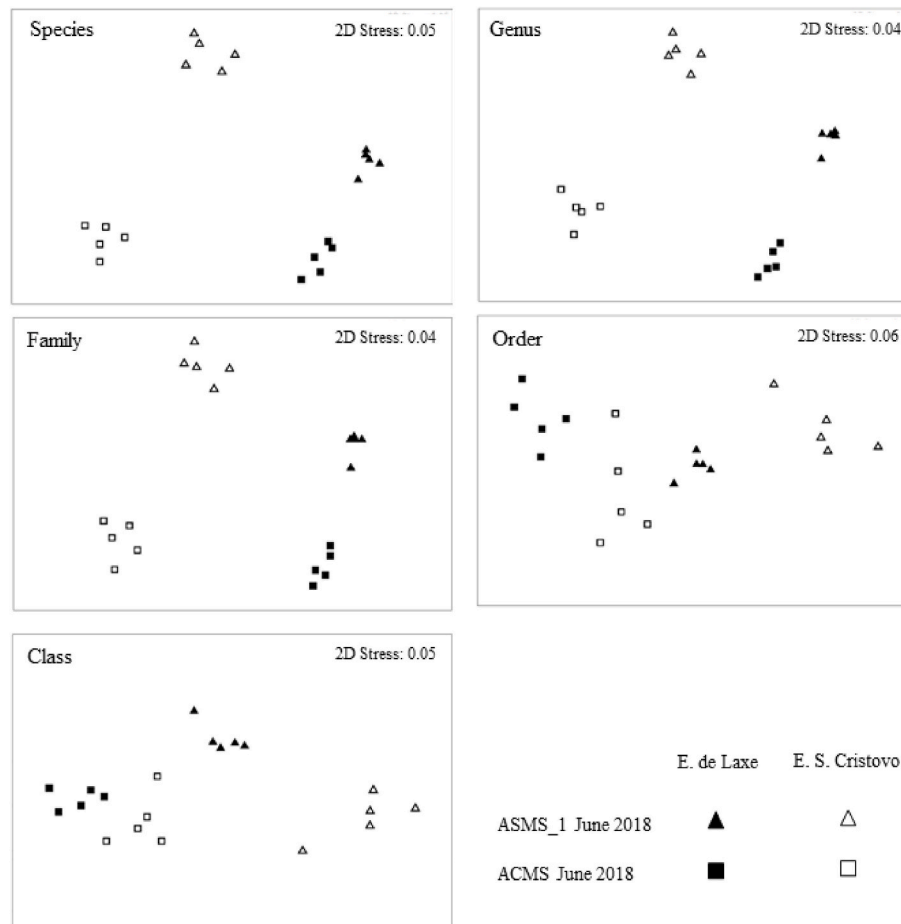 Species
2D Stress: 0.05
Genus
2D Stress: 0.04
Family
2D Stress: 0.04
Order
2D Stress: 0.06
Class
2D Stress: 0.05
E. de Laxe E. S. Cristovo
ASMS_1 June 2018
ACMS June 2018